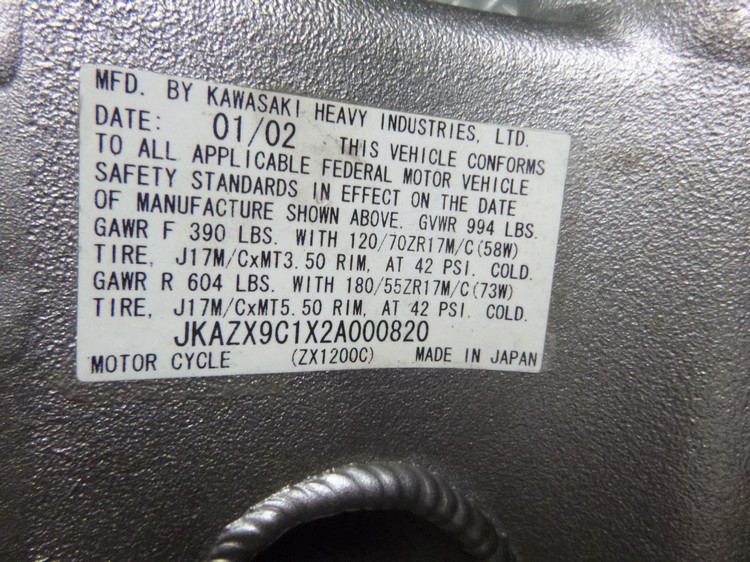 MFD. BY KAWASAKI HEAVY INDUSTRIES, LTD.
DATE: 01/02 THIS VEHICLE CONFORMS
TO ALL APPLICABLE FEDERAL MOTOR VEHICLE
SAFETY STANDARDS IN EFFECT ON THE DATE
OF MANUFACTURE SHOWN ABOVE. GVWR 994 LBS.
GAWR F 390 LBS. WITH 120/70ZR17M/C(58W)
TIRE, J17M/CxMT3.50 RIM, AT 42 PSI. COLD.
GAWR R 604 LBS. WITH 180/55ZR17M/C(73W)
TIRE, J17M/CxMT5.50 RIM, AT 42 PSI. COLD.
JKAZX9C1X2A000820
MOTOR CYCLE (ZX1200C) MADE IN JAPAN